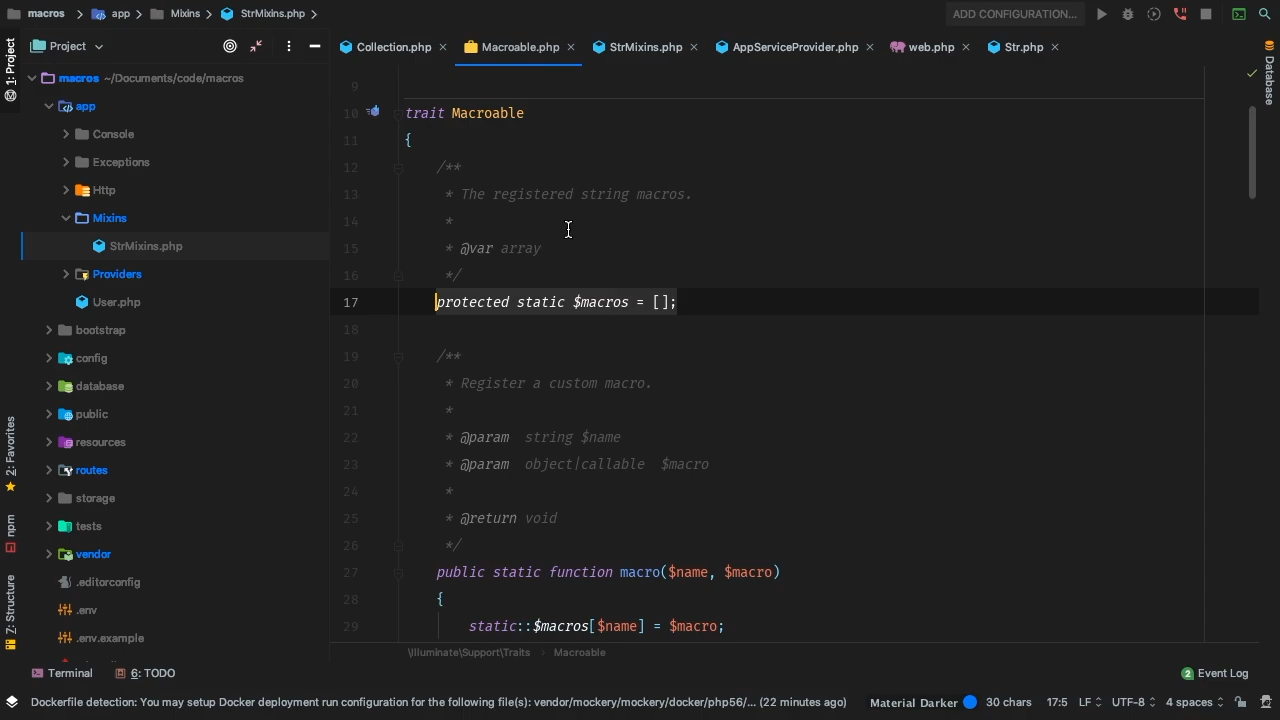 macros app Mixins StrMixins.php
ADD CONFIGURATION...
1: Project
Project
Collection.php Macroable.php StrMixins.php AppServiceProvider.php web.php Str.php
Database
macros ~/Documents/code/macros
app
Console
Exceptions
Http
Mixins
StrMixins.php
Providers
User.php
bootstrap
config
database
public
resources
routes
storage
tests
vendor
.editorconfig
.env
.env.example
2: Favorites
npm
7: Structure
9
10 trait Macroable
11 {
12 /**
13 * The registered string macros.
14 *
15 * @var array
16 */
17 protected static $macros = [];
18
19 /**
20 * Register a custom macro.
21 *
22 * @param string $name
23 * @param object|callable $macro
24 *
25 * @return void
26 */
27 public static function macro($name, $macro)
28 {
29 static::$macros[$name] = $macro;
\Illuminate\Support\Traits Macroable
Terminal 6: TODO
2 Event Log
Dockerfile detection: You may setup Docker deployment run configuration for the following file(s): vendor/mockery/mockery/docker/php56/... (22 minutes ago) Material Darker 30 chars 17:5 LF UTF-8 4 spaces